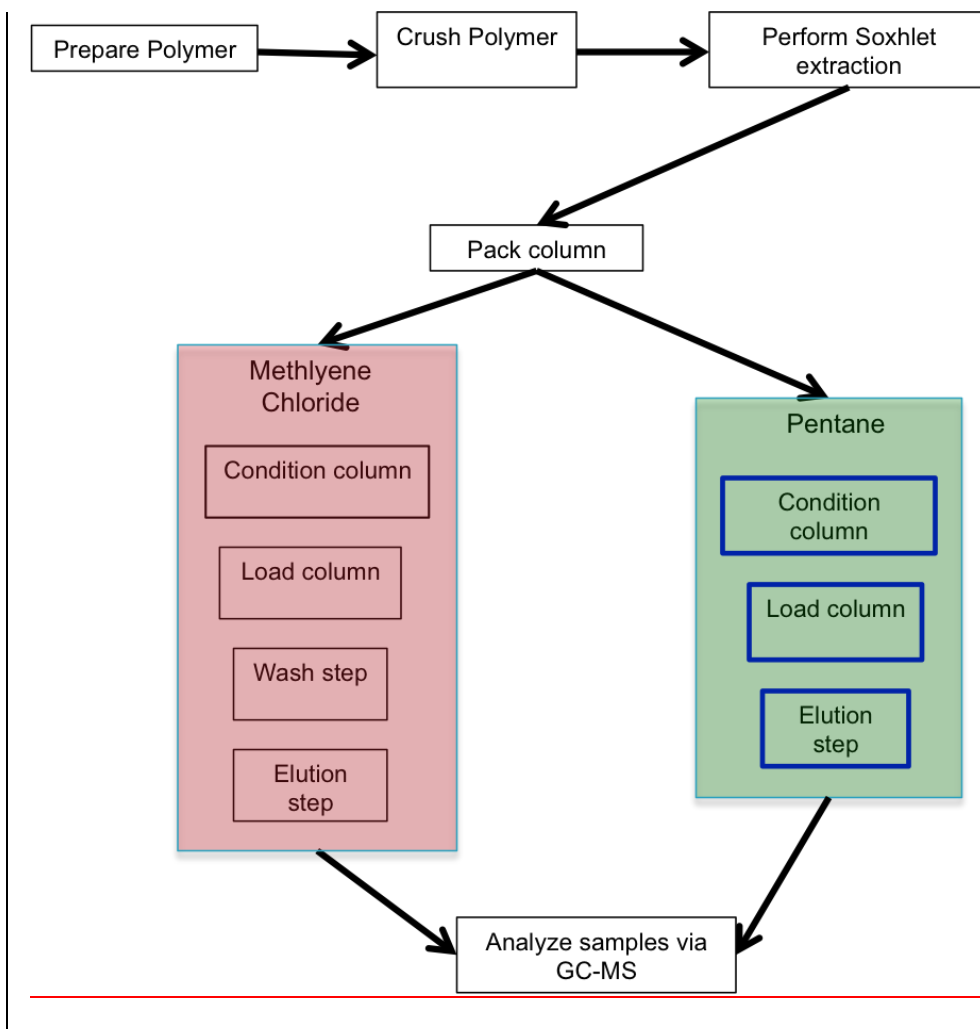 Prepare Polymer
Crush Polymer
Perform Soxhlet
extraction
Pack column
Methlyene
Chloride
Condition column
Load column
Wash step
Elution
step
Pentane
Condition
column
Load column
Elution
step
Analyze samples via
GC-MS